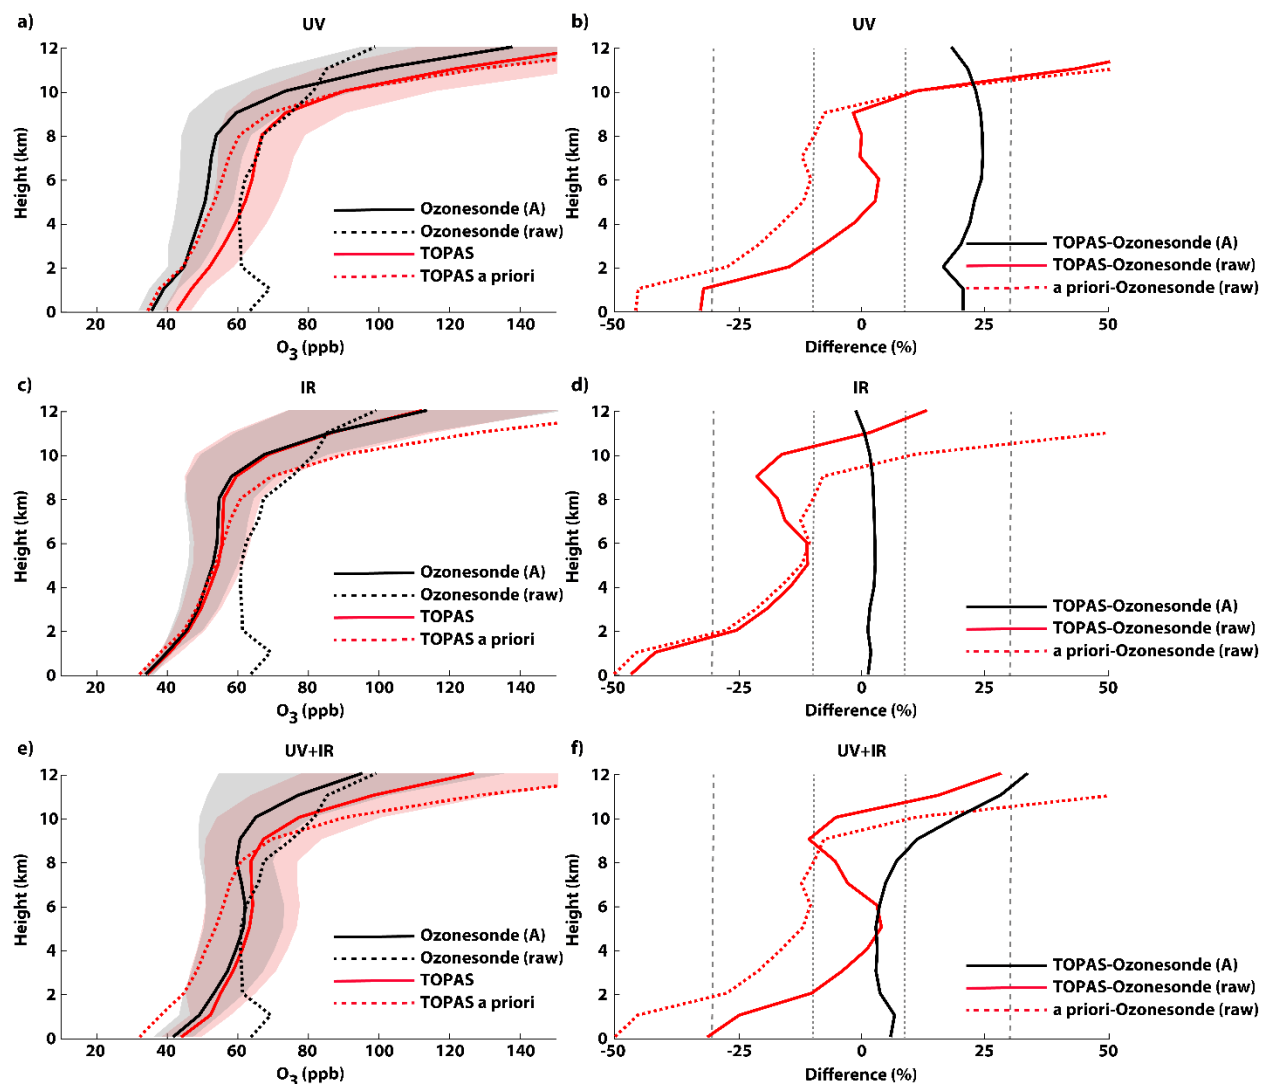 a)
UV
12
10
8
6
4
2
0
Height (km)
Ozonesonde (A)
Ozonesonde (raw)
TOPAS
TOPAS a priori
20 40 60 80 100 120 140
O3 (ppb)
b)
UV
12
10
8
6
4
2
0
Height (km)
TOPAS-Ozonesonde (A)
TOPAS-Ozonesonde (raw)
a priori-Ozonesonde (raw)
-50 -25 0 25 50
Difference (%)
c)
IR
12
10
8
6
4
2
0
Height (km)
Ozonesonde (A)
Ozonesonde (raw)
TOPAS
TOPAS a priori
20 40 60 80 100 120 140
O3 (ppb)
d)
IR
12
10
8
6
4
2
0
Height (km)
TOPAS-Ozonesonde (A)
TOPAS-Ozonesonde (raw)
a priori-Ozonesonde (raw)
-50 -25 0 25 50
Difference (%)
e)
UV+IR
12
10
8
6
4
2
0
Height (km)
Ozonesonde (A)
Ozonesonde (raw)
TOPAS
TOPAS a priori
20 40 60 80 100 120 140
O3 (ppb)
f)
UV+IR
12
10
8
6
4
2
0
Height (km)
TOPAS-Ozonesonde (A)
TOPAS-Ozonesonde (raw)
a priori-Ozonesonde (raw)
-50 -25 0 25 50
Difference (%)